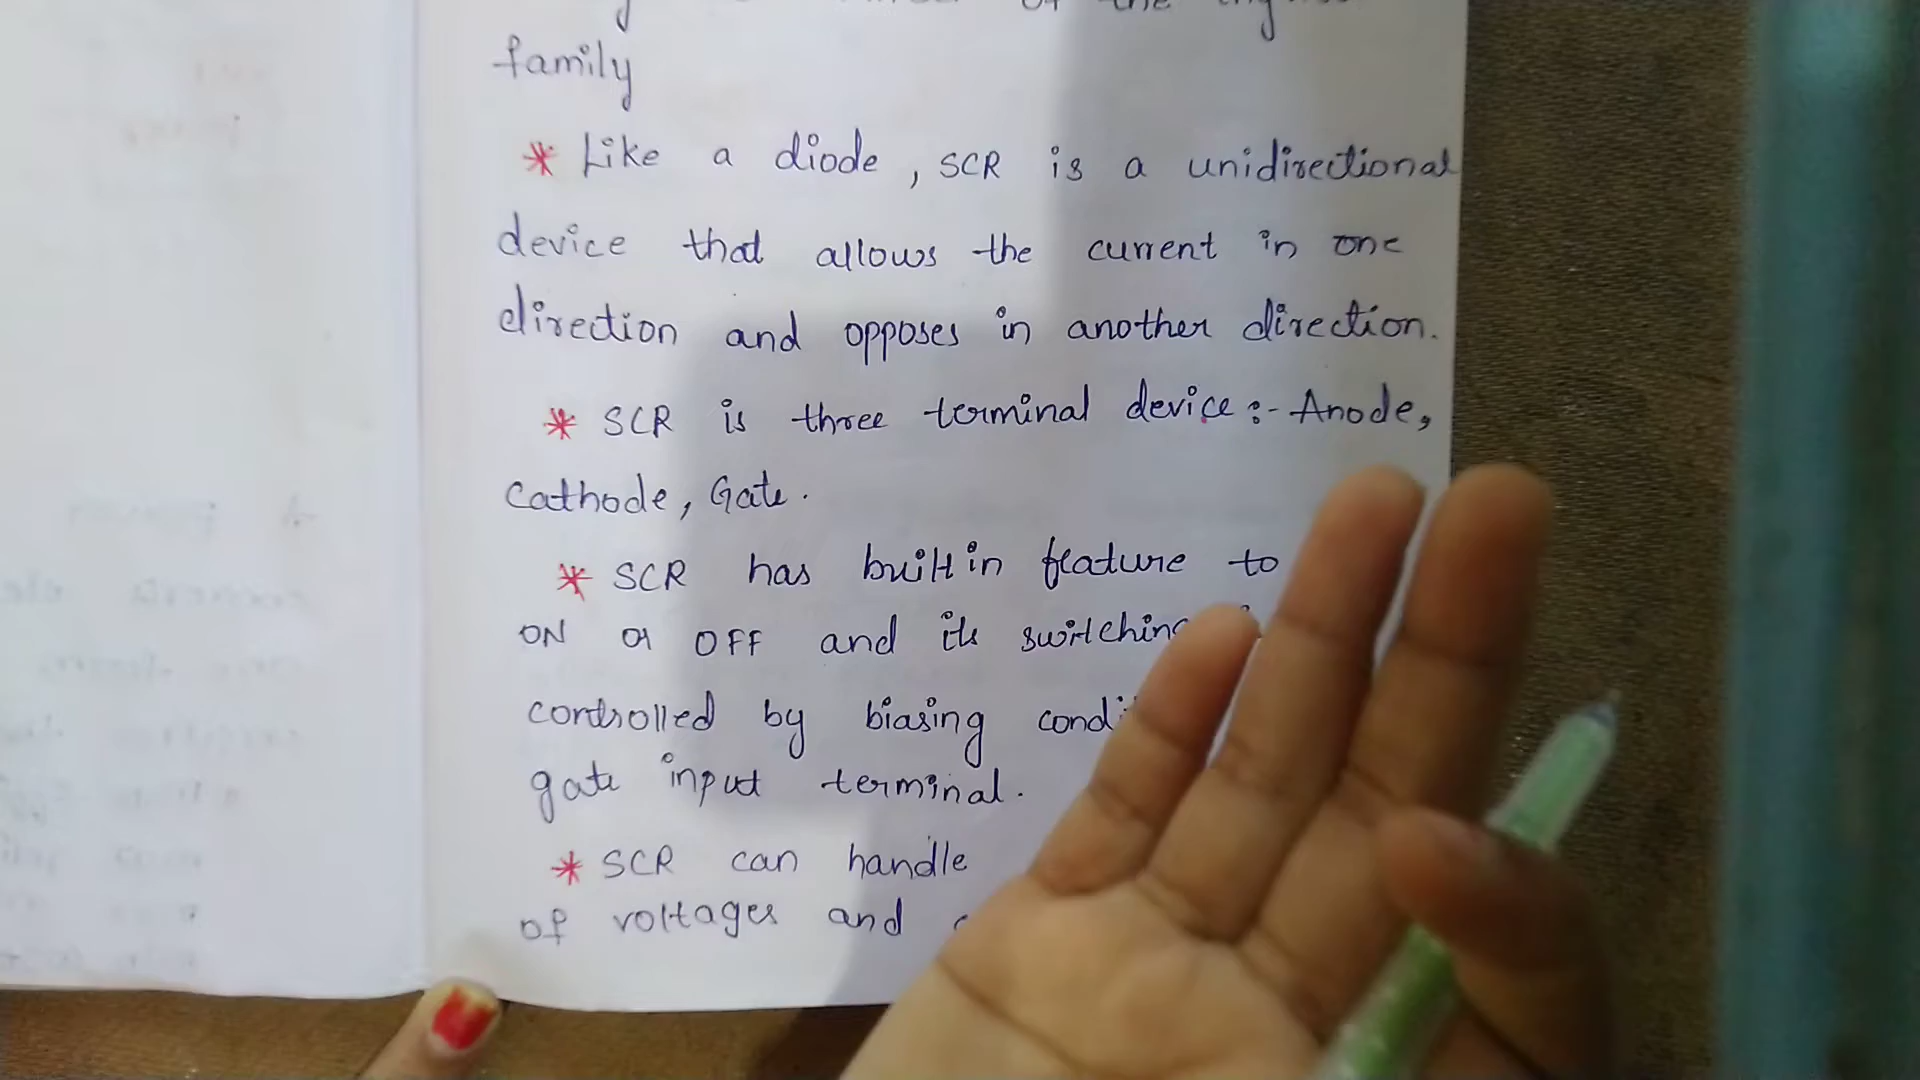 of the
family
* Like a diode, SCR is a unidirectional
device that allows the current in one
direction and opposes in another direction.
* SCR is three terminal device :- Anode,
Cathode, Gate.
* SCR has built in feature to
ON or OFF and its switching
controlled by biasing
gate input terminal.
* SCR can handle
of voltages and